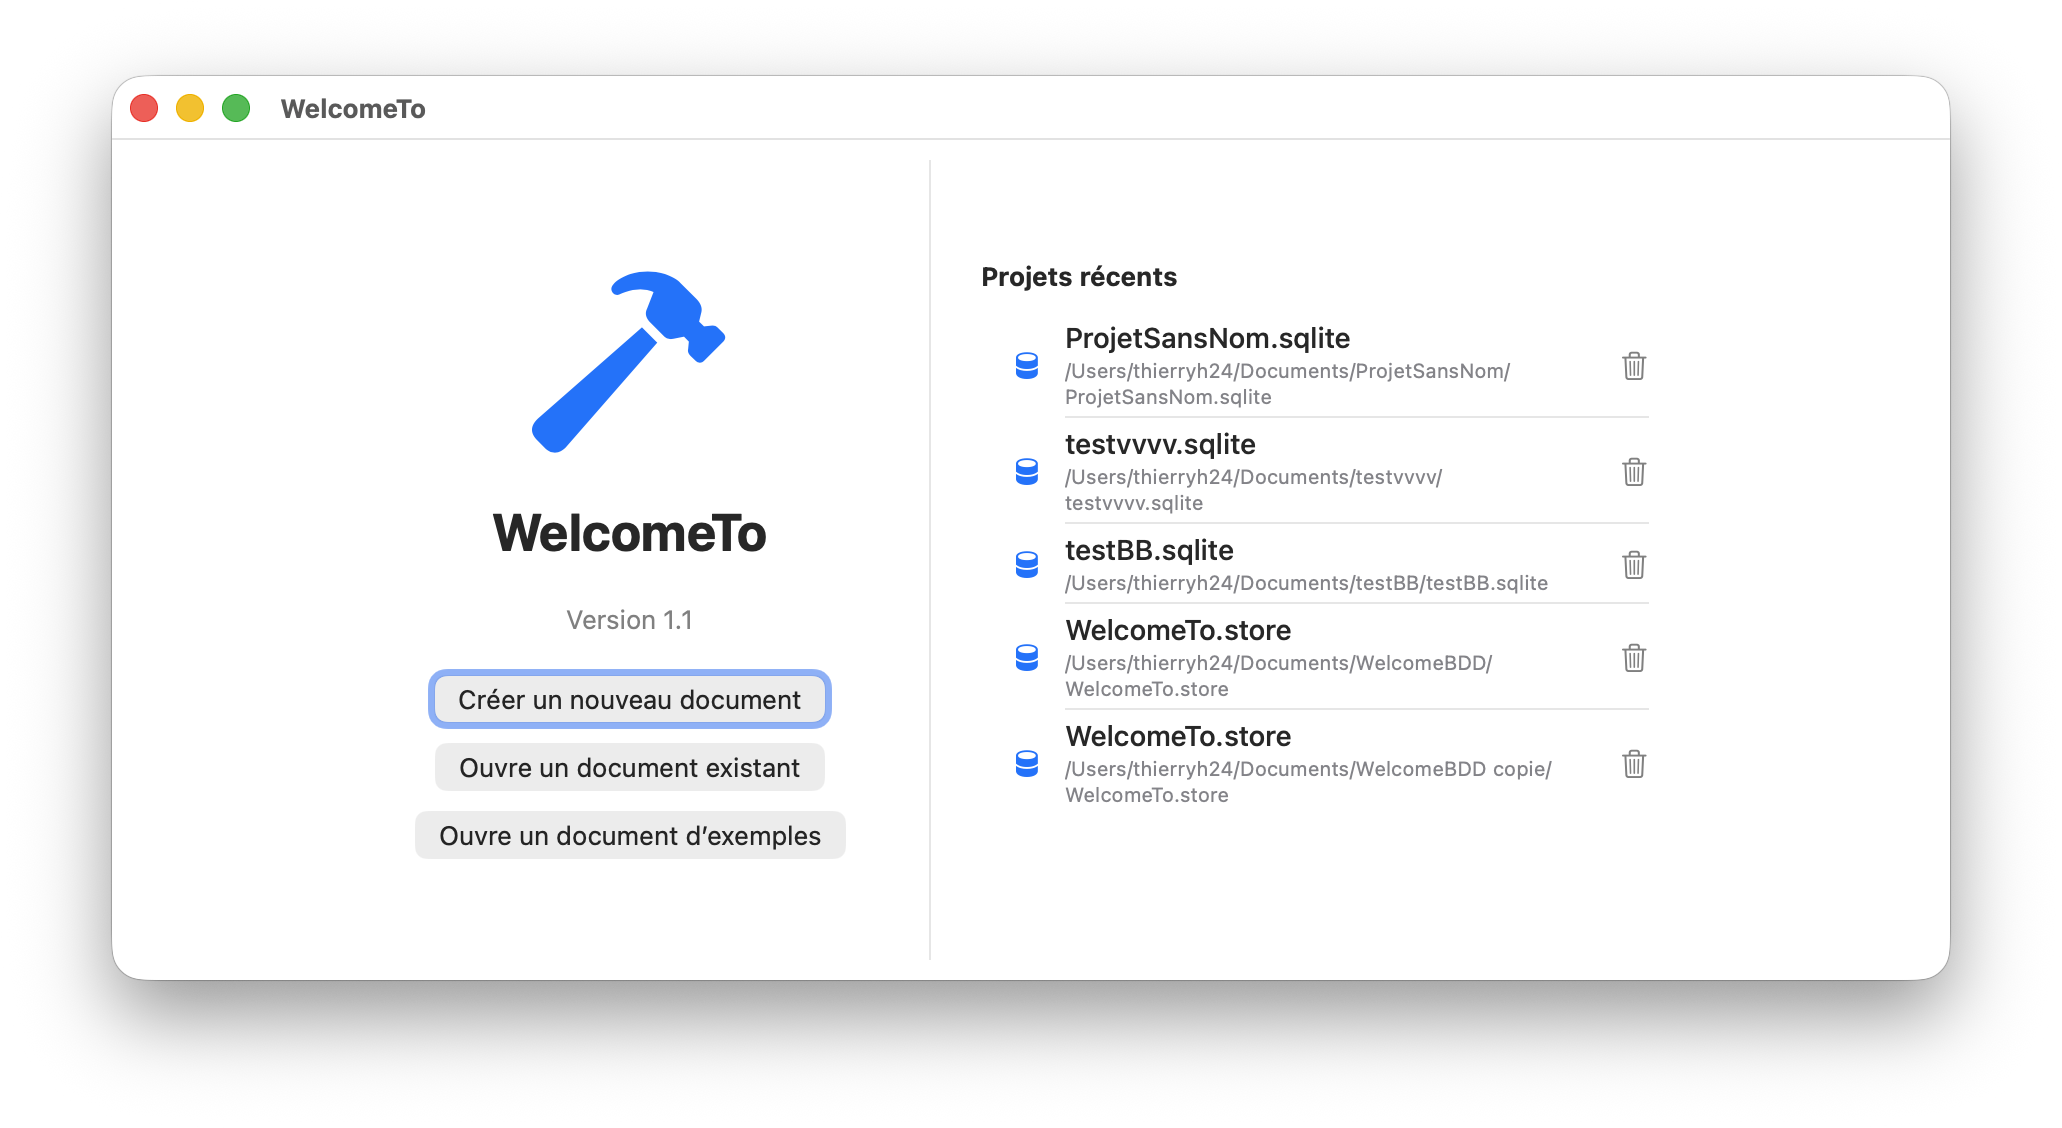 WelcomeTo
WelcomeTo
Version 1.1
Créer un nouveau document
Ouvre un document existant
Ouvre un document d’exemples
Projets récents
ProjetSansNom.sqlite
/Users/thierryh24/Documents/ProjetSansNom/
ProjetSansNom.sqlite
testvvvv.sqlite
/Users/thierryh24/Documents/testvvvv/
testvvvv.sqlite
testBB.sqlite
/Users/thierryh24/Documents/testBB/testBB.sqlite
WelcomeTo.store
/Users/thierryh24/Documents/WelcomeBDD/
WelcomeTo.store
WelcomeTo.store
/Users/thierryh24/Documents/WelcomeBDD copie/
WelcomeTo.store